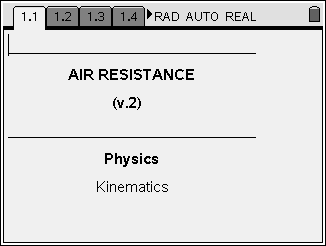 1.1 1.2 1.3 1.4 RAD AUTO REAL
AIR RESISTANCE
(v.2)
Physics
Kinematics